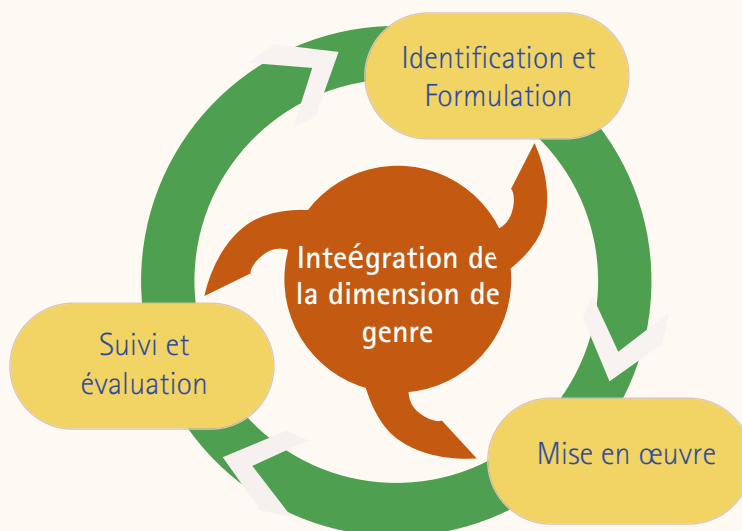 Identification et
Formulation
Inteégration de
la dimension de
genre
Suivi et
évaluation
Mise en œuvre